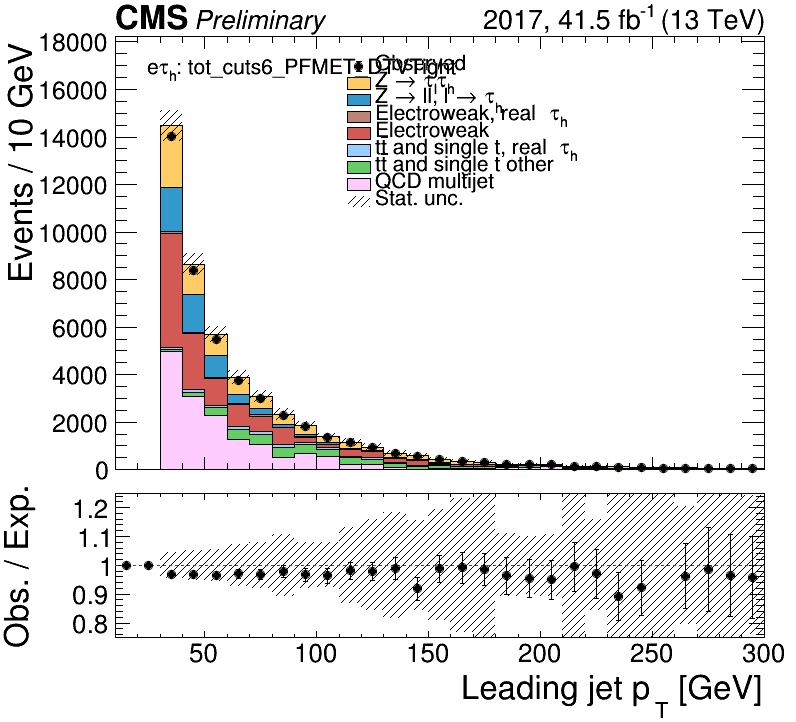 CMS Preliminary 2017, 41.5 fb⁻¹ (13 TeV)
Events / 10 GeV
18000
16000
14000
12000
10000
8000
6000
4000
2000
0
eτh: tot_cuts6_PFMET
Observed
Z → τlτh
Z → ll, l → τh
Electroweak, real τh
Electroweak
tt and single t, real τh
tt and single t other
QCD multijet
Stat. unc.
Obs. / Exp.
1.2
1.1
1
0.9
0.8
50 100 150 200 250 300
Leading jet pT [GeV]